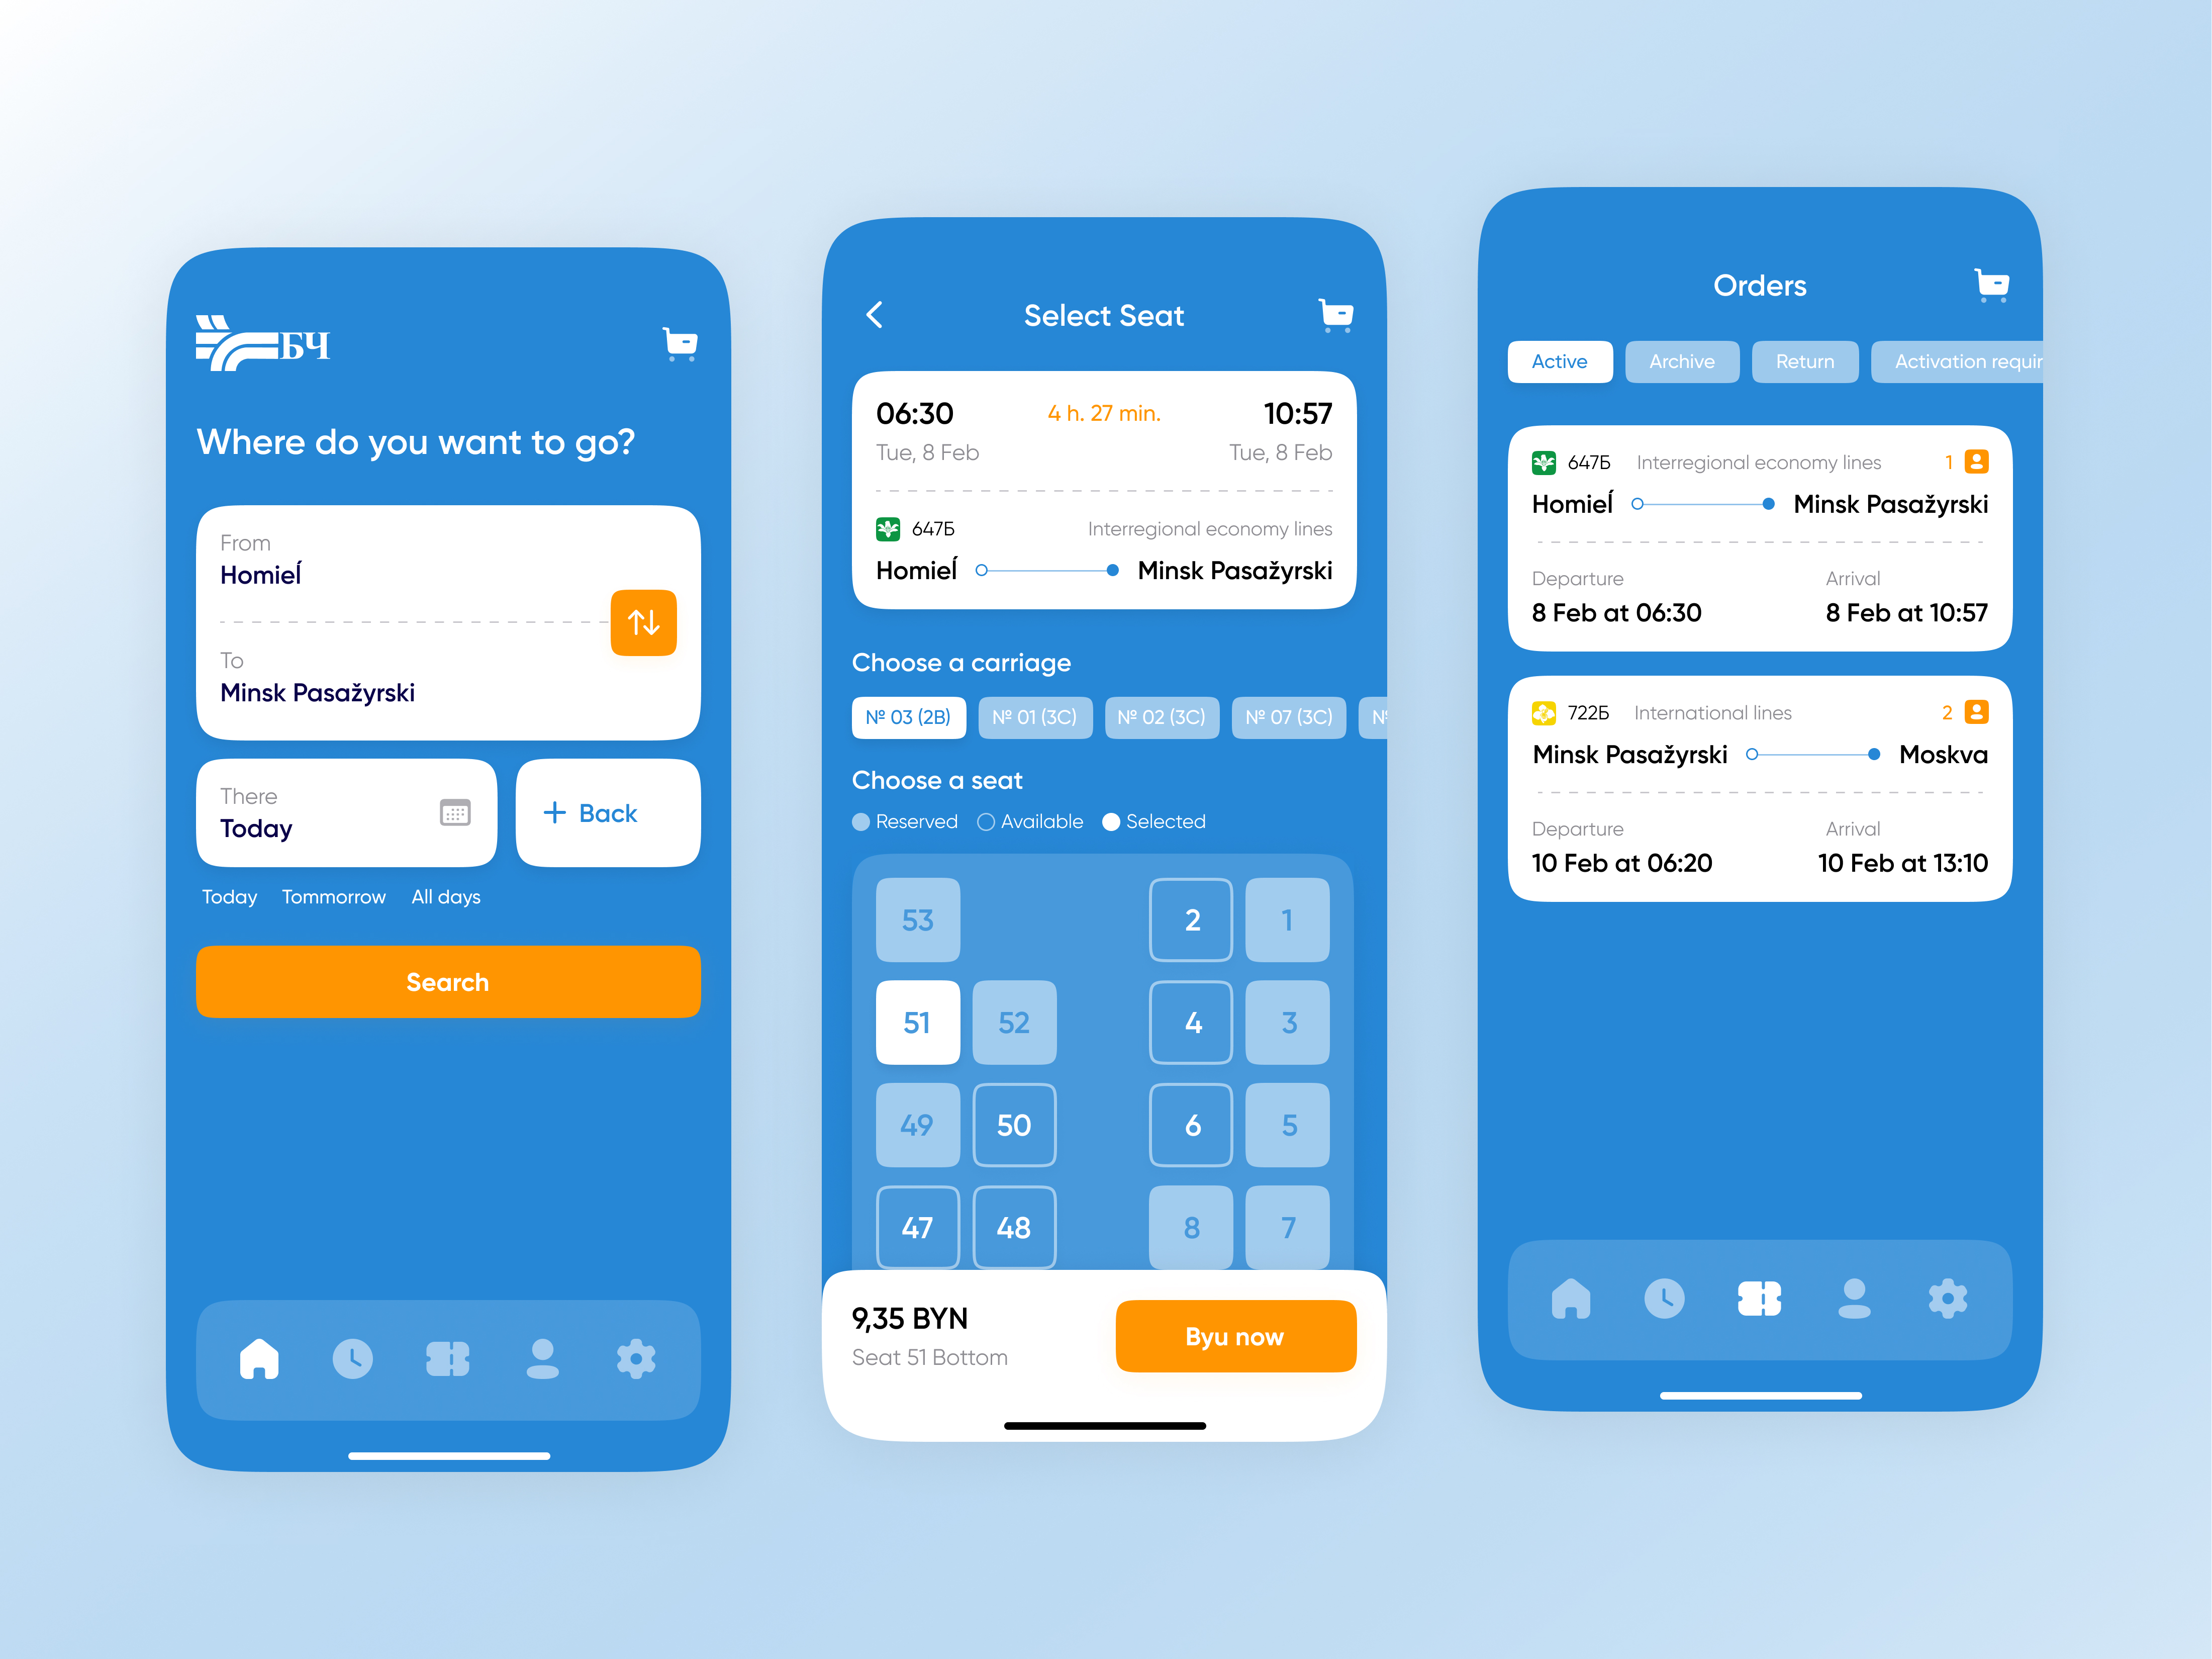 БЧ
Where do you want to go?
From
Homieĺ
To
Minsk Pasažyrski
There
Today
+ Back
Today Tommorrow All days
Search
Select Seat
06:30 4 h. 27 min. 10:57
Tue, 8 Feb Tue, 8 Feb
647Б Interregional economy lines
Homieĺ Minsk Pasažyrski
Choose a carriage
№ 03 (2B) № 01 (3C) № 02 (3C) № 07 (3C) №
Choose a seat
Reserved Available Selected
53 2 1
51 52 4 3
49 50 6 5
47 48 8 7
9,35 BYN
Seat 51 Bottom
Byu now
Orders
Active Archive Return Activation requir
647Б Interregional economy lines 1
Homieĺ Minsk Pasažyrski
Departure Arrival
8 Feb at 06:30 8 Feb at 10:57
722Б International lines 2
Minsk Pasažyrski Moskva
Departure Arrival
10 Feb at 06:20 10 Feb at 13:10